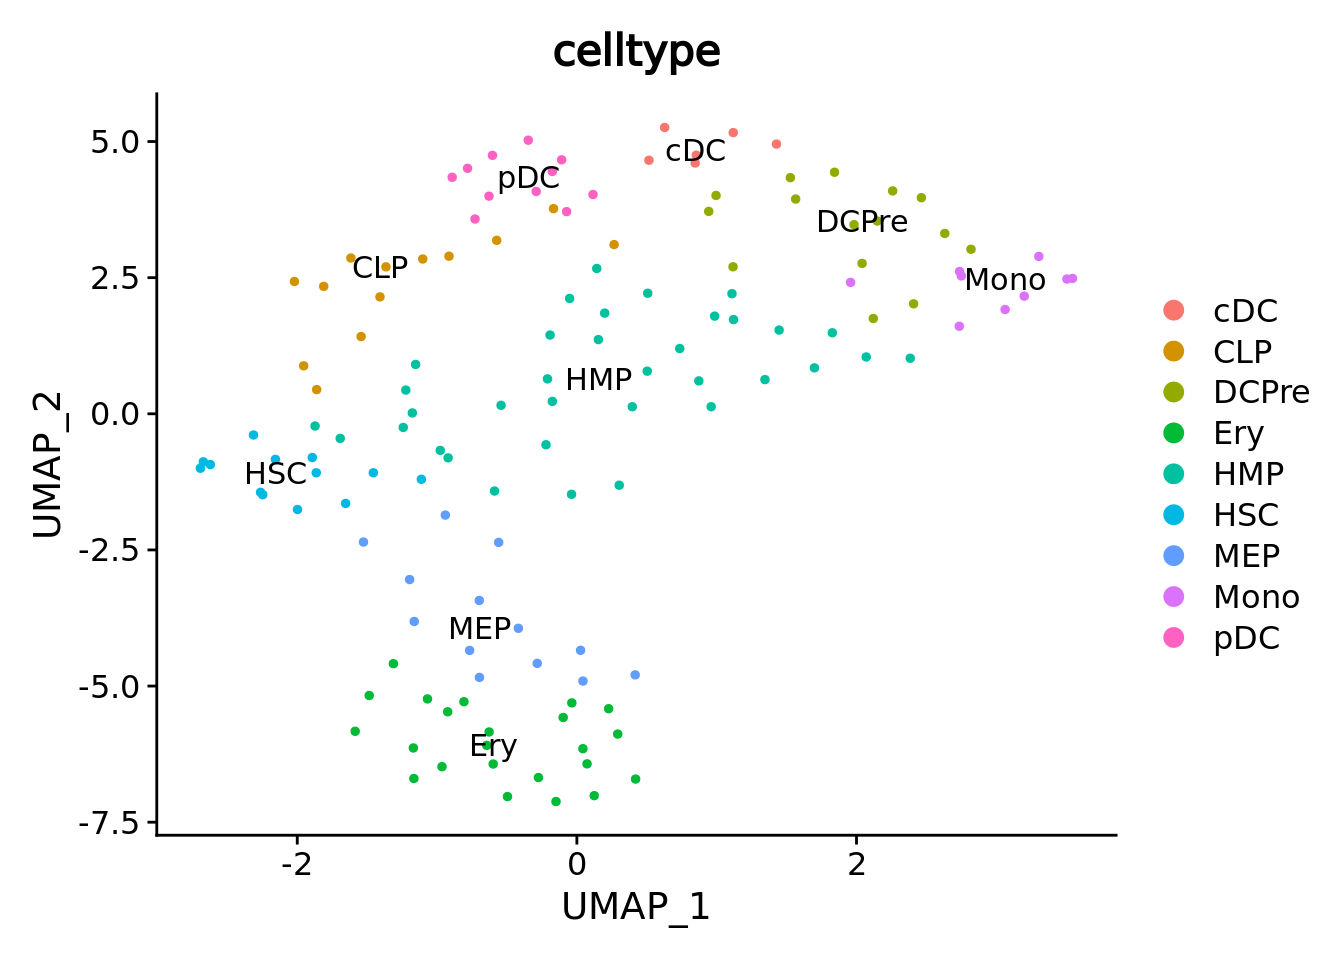 celltype
5.0
2.5
0.0
-2.5
-5.0
-7.5
UMAP_2
cDC
pDC
DCPre
CLP
Mono
HMP
HSC
MEP
Ery
-2
0
2
UMAP_1
cDC
CLP
DCPre
Ery
HMP
HSC
MEP
Mono
pDC